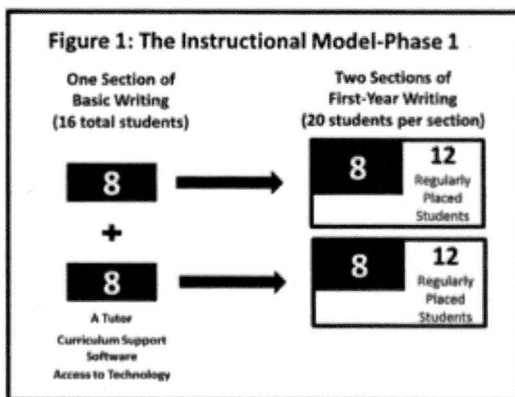 Figure 1: The Instructional Model-Phase 1
One Section of
Basic Writing
(16 total students)
8
+
8
A Tutor
Curriculum Support
Software
Access to Technology
Two Sections of
First-Year Writing
(20 students per section)
8
12
Regularly
Placed
Students
8
12
Regularly
Placed
Students